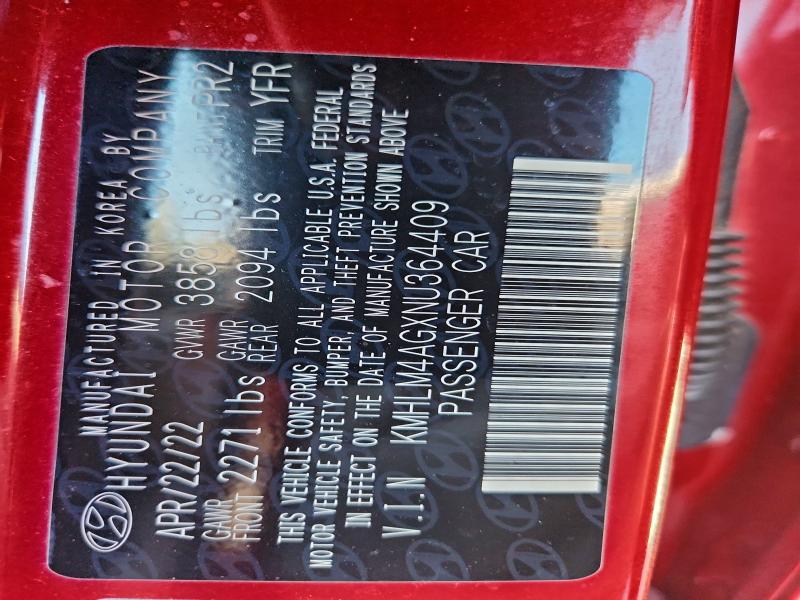 MANUFACTURED IN KOREA BY
HYUNDAI MOTOR COMPANY
APR/22/22 GVWR 3858 lbs PAINT PR2
GAWR FRONT 2271 lbs GAWR REAR 2094 lbs TRIM YFR
THIS VEHICLE CONFORMS TO ALL APPLICABLE U.S.A. FEDERAL
MOTOR VEHICLE SAFETY, BUMPER, AND THEFT PREVENTION STANDARDS
IN EFFECT ON THE DATE OF MANUFACTURE SHOWN ABOVE
V.I.N KMHLM4AGXNU364409
PASSENGER CAR